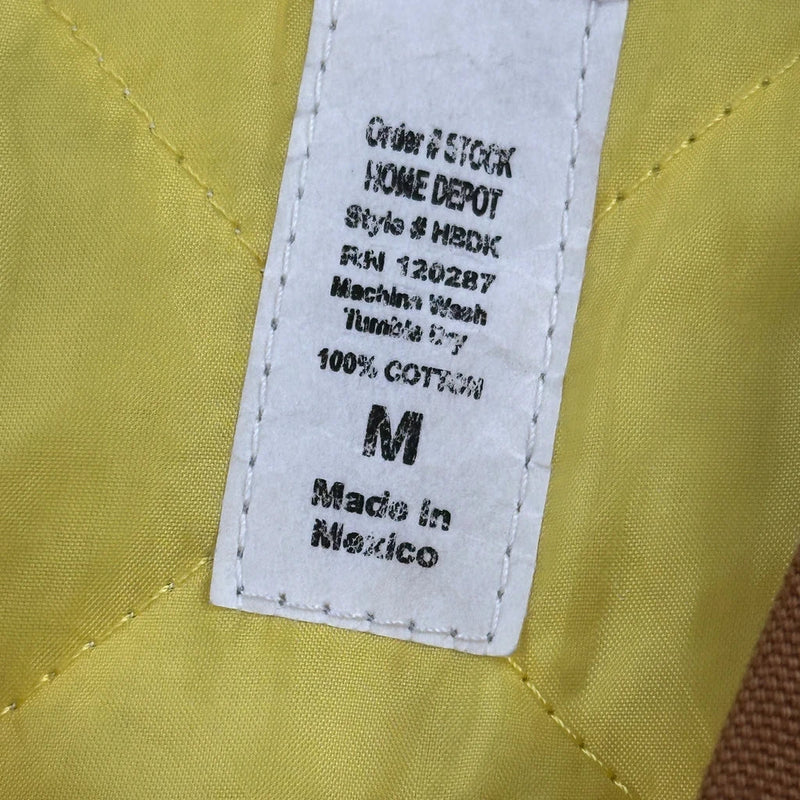 Order # STOCK
HOME DEPOT
Style # HBDK
RN 120287
Machine Wash
Tumble Dry
100% COTTON
M
Made In
Mexico